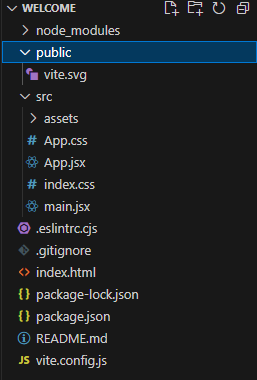 WELCOME
node_modules
public
vite.svg
src
assets
# App.css
App.jsx
# index.css
main.jsx
.eslintrc.cjs
.gitignore
<> index.html
{} package-lock.json
{} package.json
README.md
JS vite.config.js